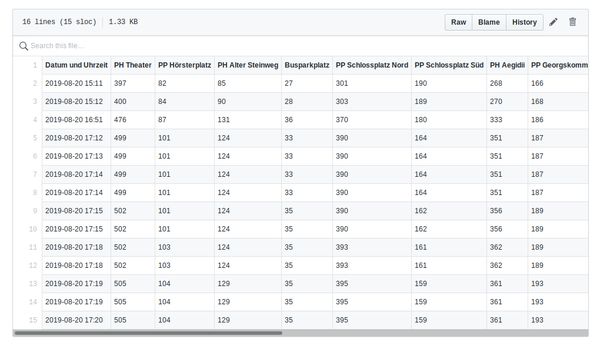 16 lines (15 sloc) 1.33 KB Raw Blame History
Search this file...
1 Datum und Uhrzeit PH Theater PP Hörsterplatz PH Alter Steinweg Busparkplatz PP Schlossplatz Nord PP Schlossplatz Süd PH Aegidii PP Georgskomm
2 2019-08-20 15:11 397 82 85 27 301 190 268 166
3 2019-08-20 15:12 400 84 90 28 303 189 270 168
4 2019-08-20 16:51 476 87 131 36 370 180 333 186
5 2019-08-20 17:12 499 101 124 33 390 164 351 187
6 2019-08-20 17:13 499 101 124 33 390 164 351 187
7 2019-08-20 17:14 499 101 124 33 390 164 351 187
8 2019-08-20 17:14 499 101 124 33 390 164 351 187
9 2019-08-20 17:15 502 101 124 35 390 162 356 189
10 2019-08-20 17:15 502 101 124 35 390 162 356 189
11 2019-08-20 17:18 502 103 124 35 393 161 362 189
12 2019-08-20 17:18 502 103 124 35 393 161 362 189
13 2019-08-20 17:19 505 104 129 35 395 159 361 193
14 2019-08-20 17:19 505 104 129 35 395 159 361 193
15 2019-08-20 17:20 505 104 129 35 395 159 361 193